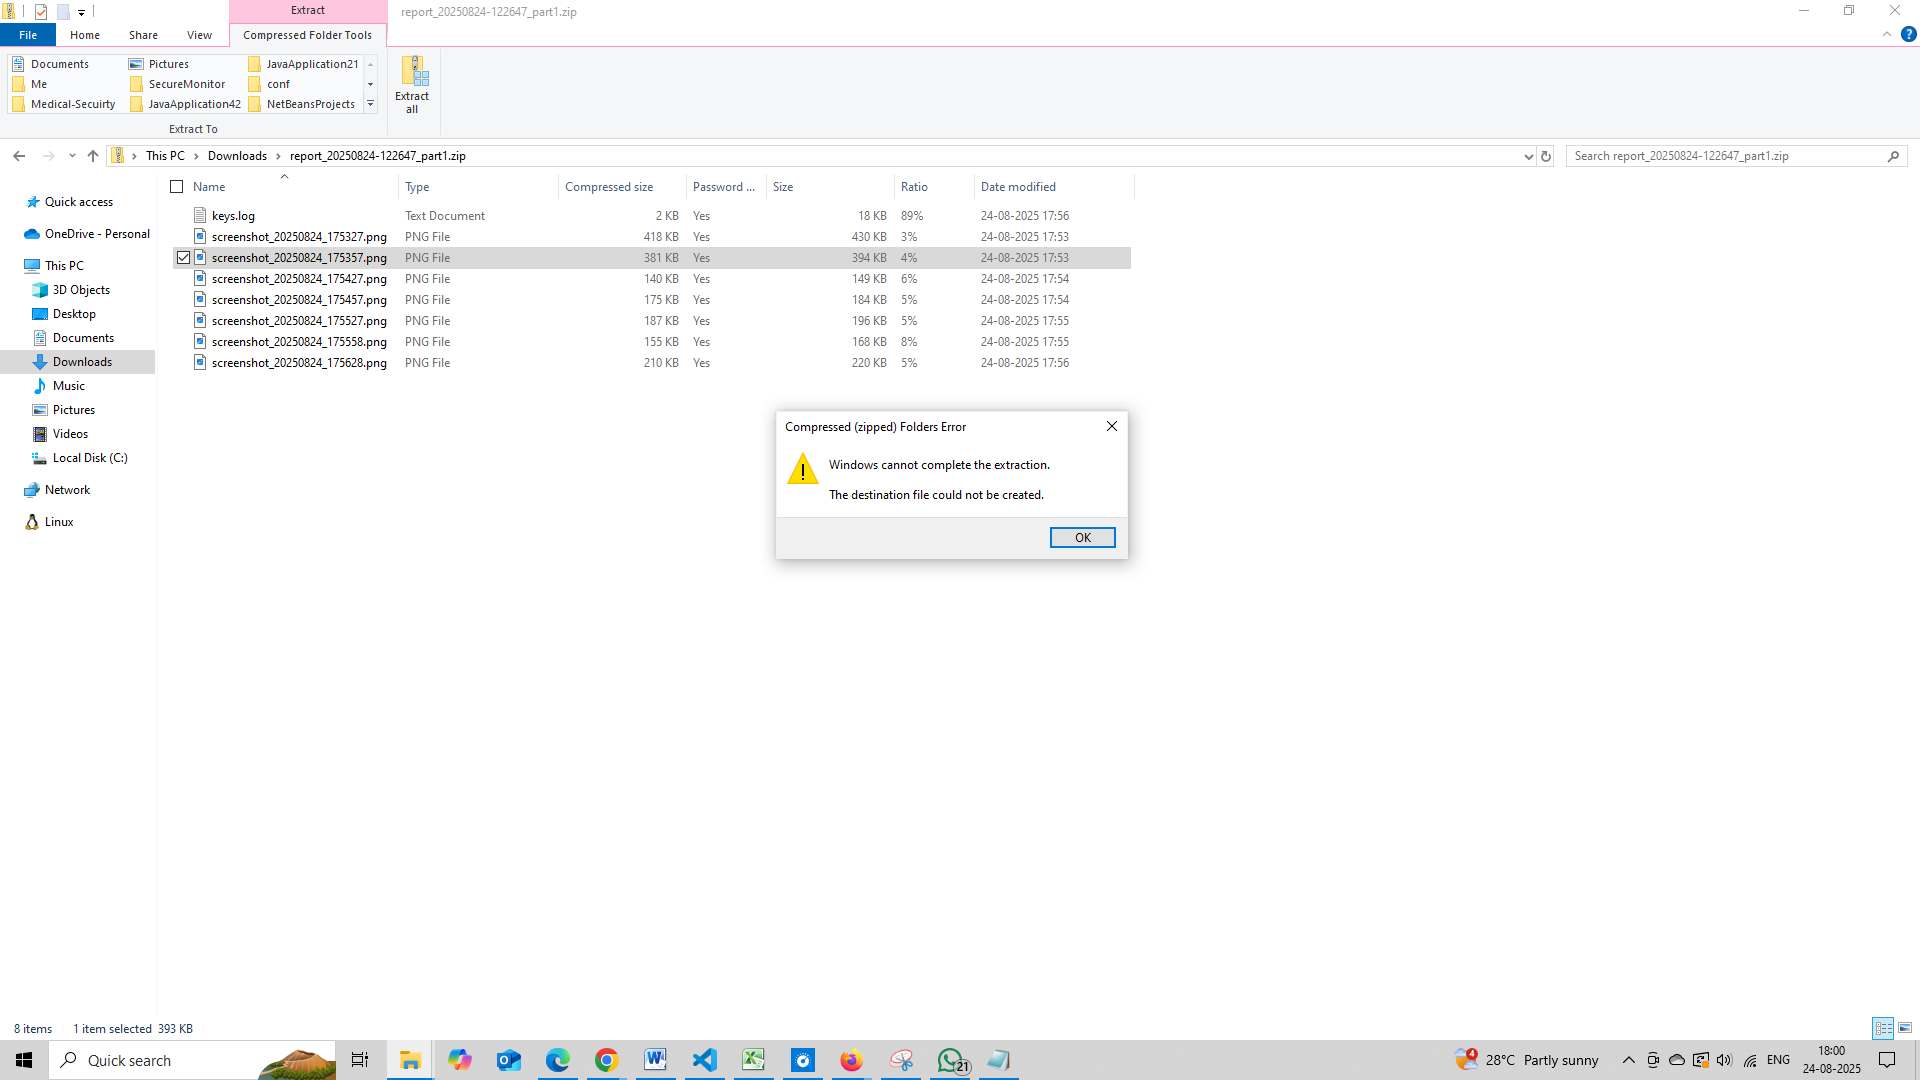 Extract
report_20250824-122647_part1.zip
File
Home
Share
View
Compressed Folder Tools
Documents
Pictures
JavaApplication21
Me
SecureMonitor
conf
Medical-Secuirty
JavaApplication42
NetBeansProjects
Extract To
Extract
all
This PC
Downloads
report_20250824-122647_part1.zip
Search report_20250824-122647_part1.zip
Quick access
OneDrive - Personal
This PC
3D Objects
Desktop
Documents
Downloads
Music
Pictures
Videos
Local Disk (C:)
Network
Linux
Name Type Compressed size Password ... Size Ratio Date modified
keys.log Text Document 2 KB Yes 18 KB 89% 24-08-2025 17:56
screenshot_20250824_175327.png PNG File 418 KB Yes 430 KB 3% 24-08-2025 17:53
screenshot_20250824_175357.png PNG File 381 KB Yes 394 KB 4% 24-08-2025 17:53
screenshot_20250824_175427.png PNG File 140 KB Yes 149 KB 6% 24-08-2025 17:54
screenshot_20250824_175457.png PNG File 175 KB Yes 184 KB 5% 24-08-2025 17:54
screenshot_20250824_175527.png PNG File 187 KB Yes 196 KB 5% 24-08-2025 17:55
screenshot_20250824_175558.png PNG File 155 KB Yes 168 KB 8% 24-08-2025 17:55
screenshot_20250824_175628.png PNG File 210 KB Yes 220 KB 5% 24-08-2025 17:56
Compressed (zipped) Folders Error
Windows cannot complete the extraction.
The destination file could not be created.
OK
8 items 1 item selected 393 KB
Quick search
21
4
28°C Partly sunny
ENG
18:00
24-08-2025